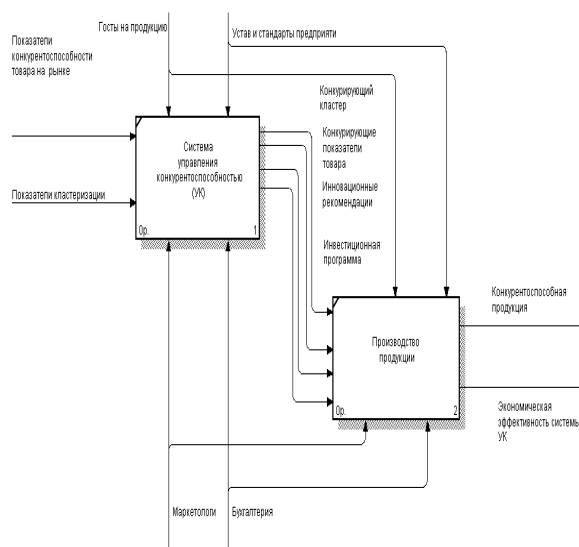 Госты на продукцию
Устав и стандарты предприяти
Показатели
конкурентоспособности
товара на рынке
Конкурирующий
кластер
Конкурирующие
показатели
товара
Инновационные
рекомендации
Инвестиционная
программа
Система
управления
конкурентоспособностью
(УК)
0р.
1
Показатели кластеризации
Конкурентоспособная
продукция
Производство
продукции
0р.
2
Экономическая
эффективность системы
УК
Маркетологи
Бухгалтерия